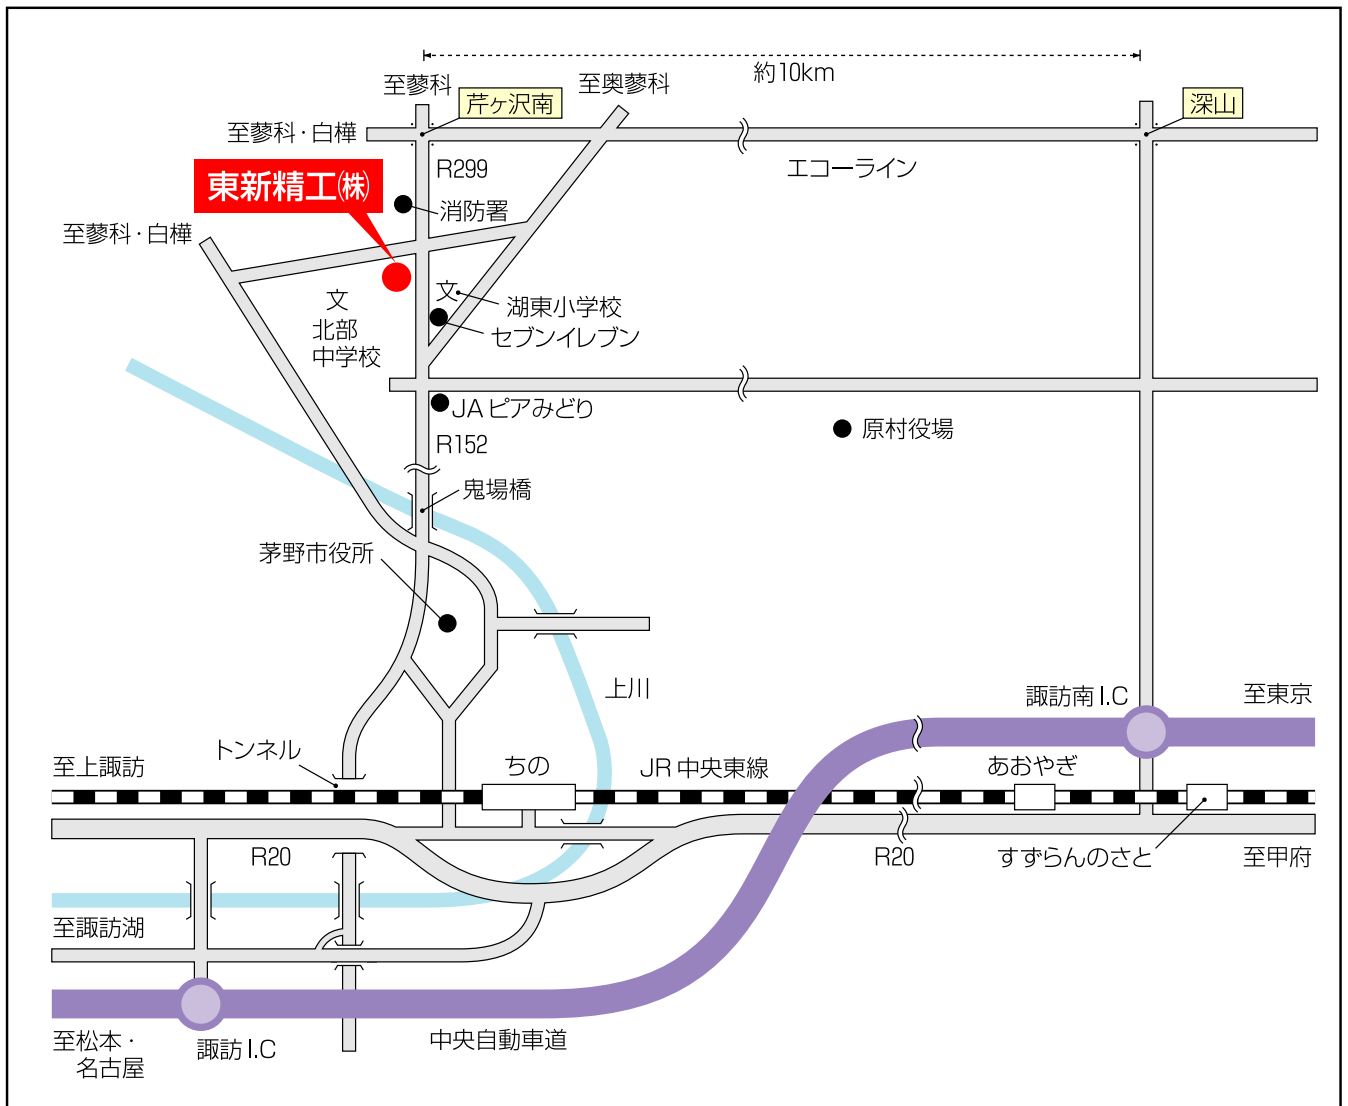 約10km
至蓼科
至奥蓼科
芹ヶ沢南
深山
至蓼科・白樺
エコーライン
R299
東新精工㈱
消防署
至蓼科・白樺
文
湖東小学校
文
北部
中学校
セブンイレブン
JAピアみどり
原村役場
R152
鬼場橋
茅野市役所
上川
諏訪南I.C
至東京
トンネル
至上諏訪
ちの
JR中央東線
あおやぎ
R20
R20
すずらんのさと
至甲府
至諏訪湖
至松本・
名古屋
諏訪I.C
中央自動車道